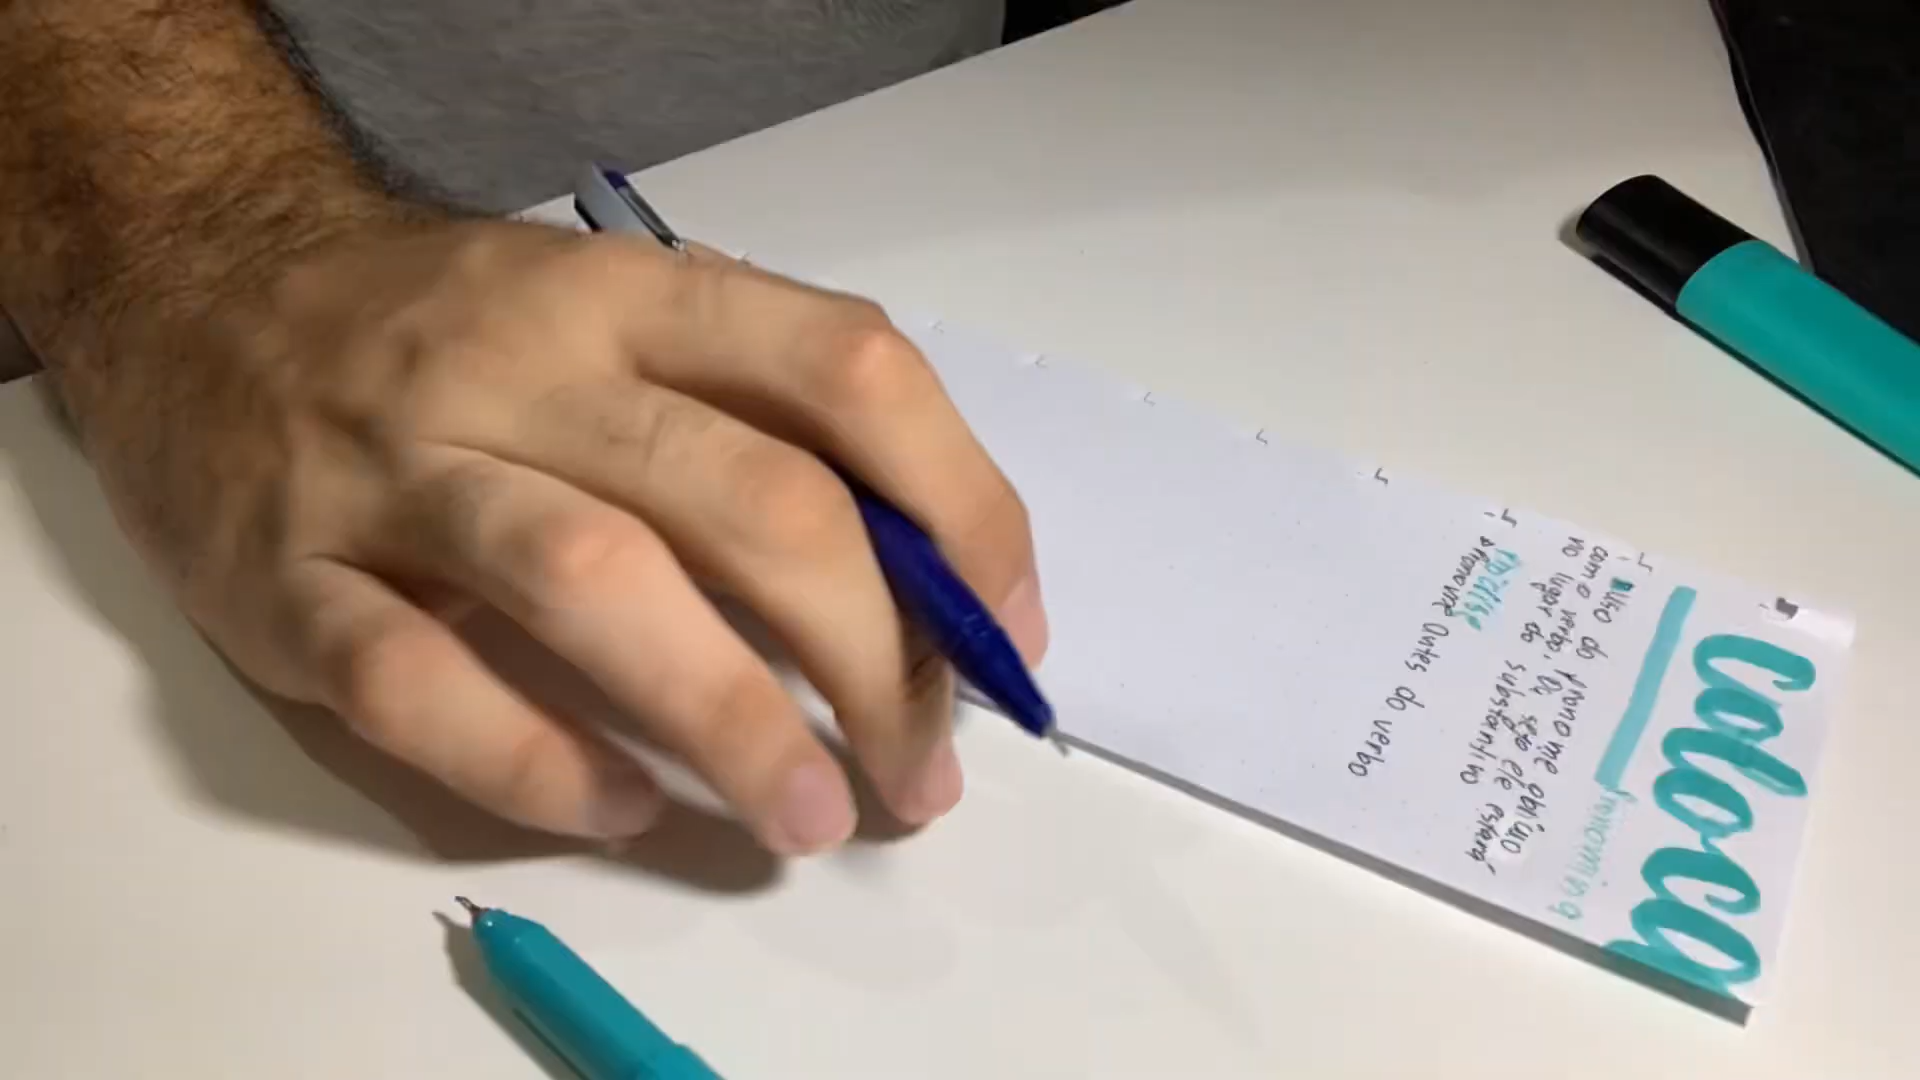 coloca
pronominal
uso do pronome oblíquo
com o verbo, ou seja ele estará
no lugar do substantivo
próclise
pronome antes do verbo